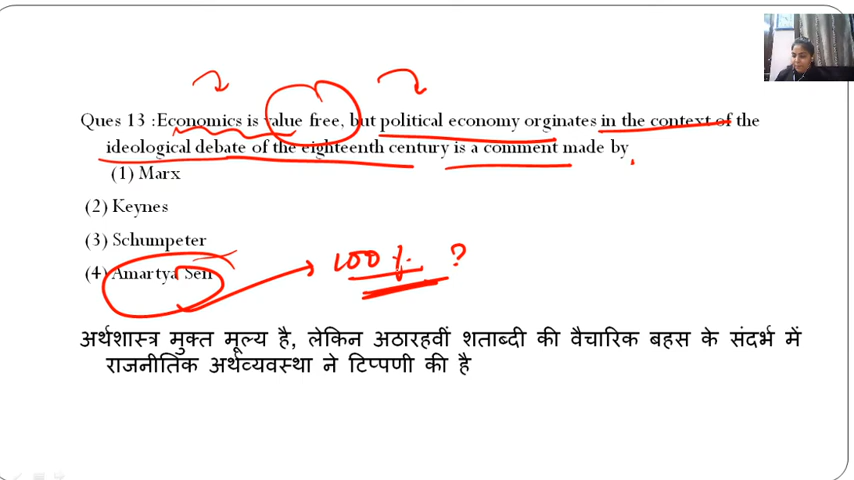 Ques 13 :Economics is value free, but political economy orginates in the context of the
ideological debate of the eighteenth century is a comment made by
(1) Marx
(2) Keynes
(3) Schumpeter
(4) Amartya Sen
100 %. ?
अर्थशास्त्र मुक्त मूल्य है, लेकिन अठारहवीं शताब्दी की वैचारिक बहस के संदर्भ में
राजनीतिक अर्थव्यवस्था ने टिप्पणी की है